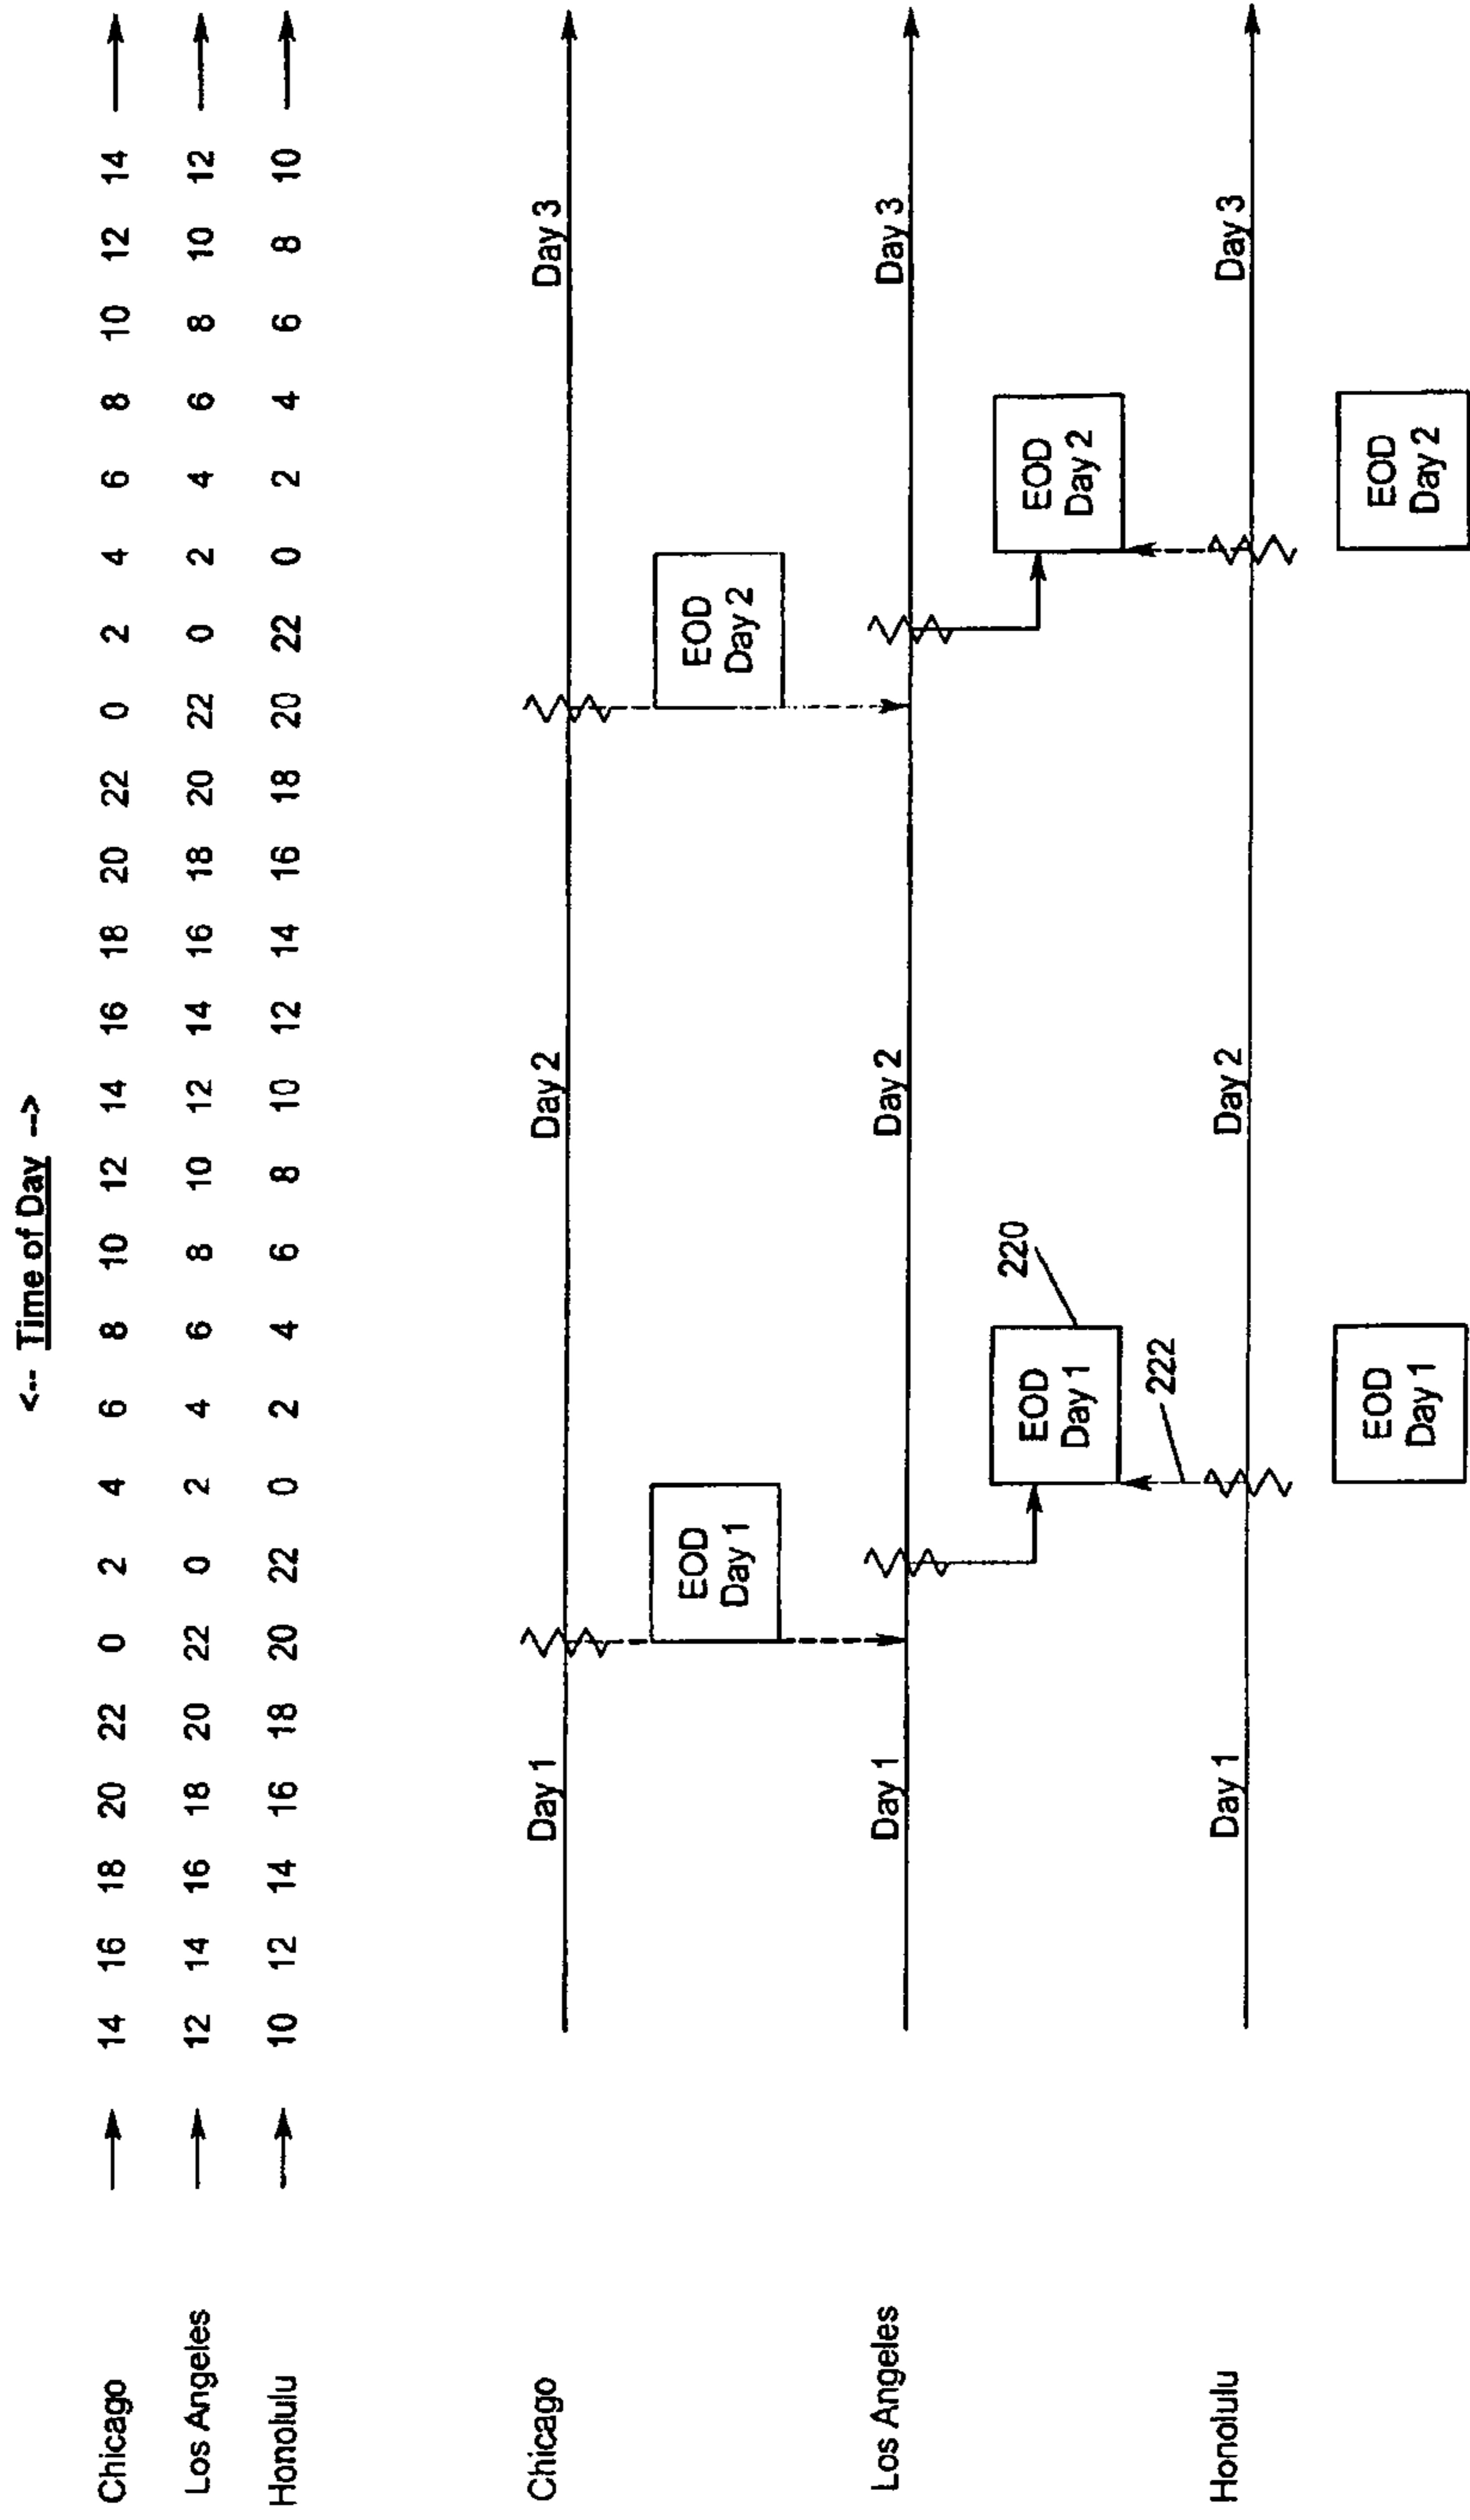 <-- Time of Day -->
Chicago 14 16 18 20 22 0 2 4 6 8 10 12 14 16 18 20 22 0 2 4 6 8 10 12 14
Los Angeles 12 14 16 18 20 22 0 2 4 6 8 10 12 14 16 18 20 22 0 2 4 6 8 10 12
Honolulu 10 12 14 16 18 20 22 0 2 4 6 8 10 12 14 16 18 20 22 0 2 4 6 8 10
Chicago Day 1 Day 2 Day 3
EOD EOD
Day 1 Day 2
Los Angeles Day 1 Day 2 Day 3
220
EOD EOD
Day 1 Day 2
222
Honolulu Day 1 Day 2 Day 3
EOD EOD
Day 1 Day 2